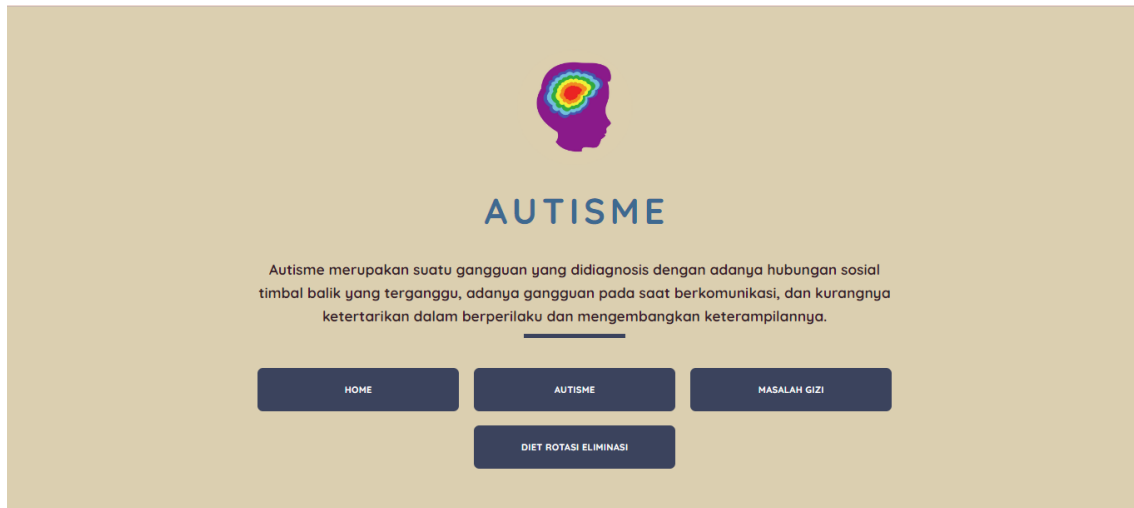 AUTISME
Autisme merupakan suatu gangguan yang didiagnosis dengan adanya hubungan sosial
timbal balik yang terganggu, adanya gangguan pada saat berkomunikasi, dan kurangnya
ketertarikan dalam berperilaku dan mengembangkan keterampilannya.
HOME
AUTISME
MASALAH GIZI
DIET ROTASI ELIMINASI